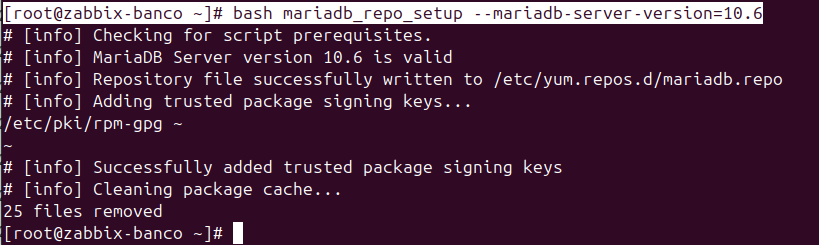 [root@zabbix-banco ]# bash mariadb_repo_setup --mariadb-server-version=10.6
# [info] Checking for script prerequisites.
# [info] MariaDB Server version 10.6 is valid
# [info] Repository file successfully written to /etc/yum.repos.d/mariadb.repo
# [info] Adding trusted package signing keys...
/etc/pki/rpm-gpg ~
~
# [info] Successfully added trusted package signing keys
# [info] Cleaning package cache...
25 files removed
[root@zabbix-banco ]#